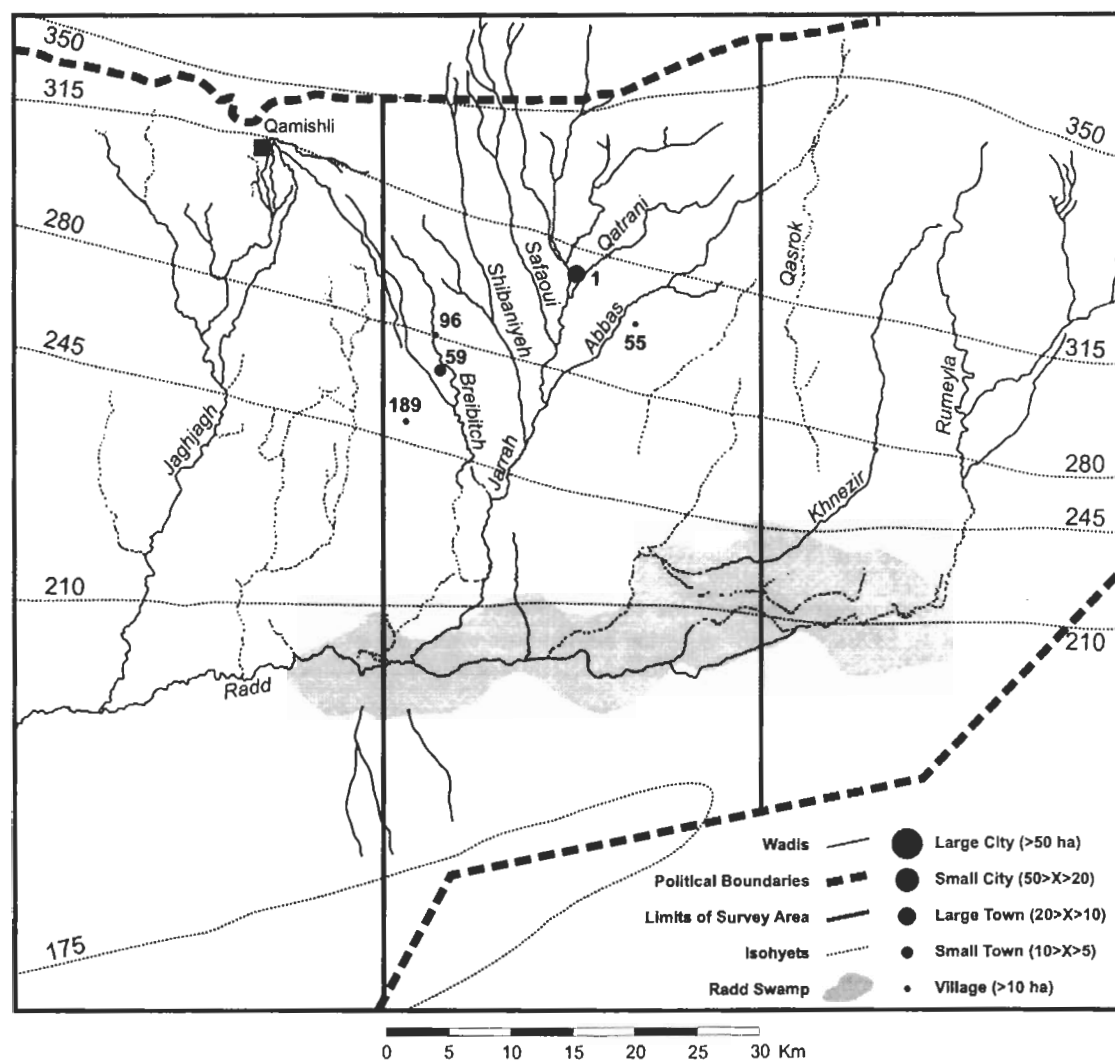 350
315
Qamishli
350
280
Qatrani
Qasrok
Safaoui
1
Shibaniyeh
Abbas
96
55
315
245
59
Breibitch
Rumeyla
189
Jaghjagh
Jarrah
280
Khnezir
245
210
210
Radd
175
Wadis
Large City (>50 ha)
Political Boundaries
Small City (50>X>20)
Limits of Survey Area
Large Town (20>X>10)
Isohyets
Small Town (10>X>5)
Radd Swamp
Village (>10 ha)
0 5 10 15 20 25 30 Km